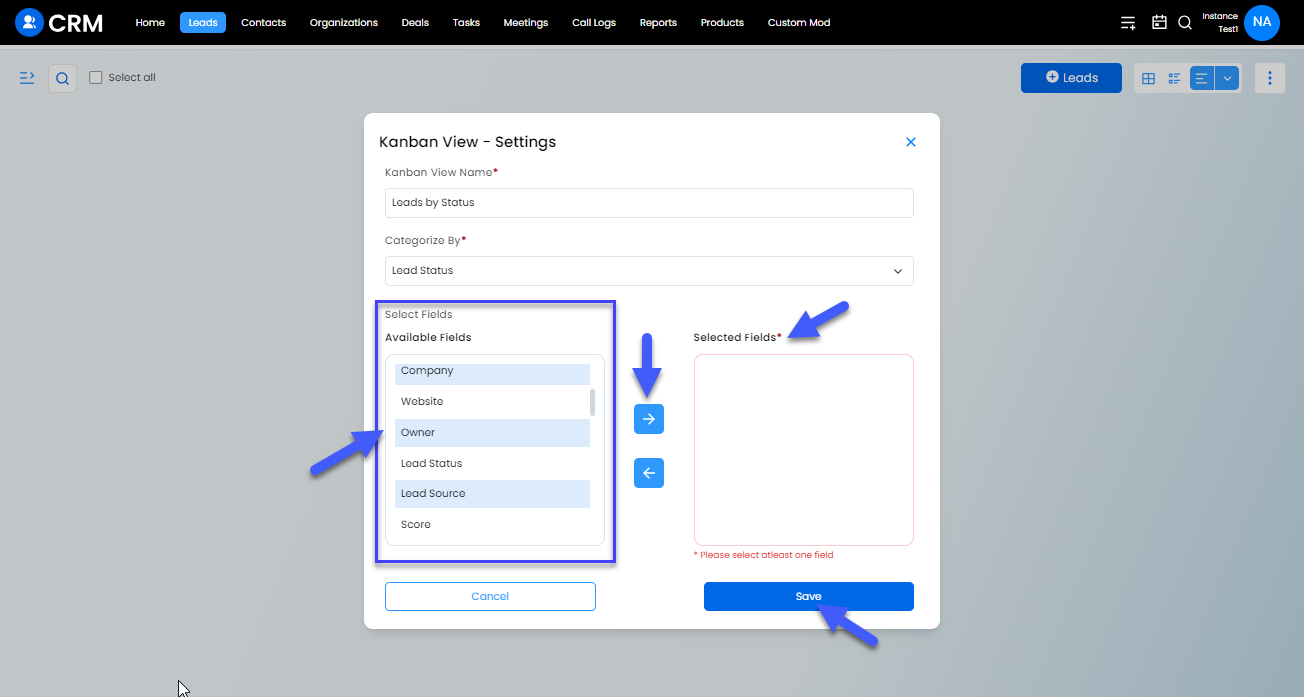 CRM Home Leads Contacts Organizations Deals Tasks Meetings Call Logs Reports Products Custom Mod Instance NA
Test1
Select all Leads
Kanban View - Settings
Kanban View Name*
Leads by Status
Categorize By*
Lead Status
Select Fields
Available Fields Selected Fields*
Company
Website
Owner
Lead Status
Lead Source
Score
* Please select atleast one field
Cancel Save